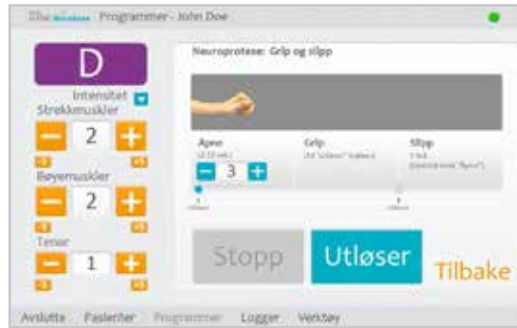 Programmer - John Doe
D
Intensitet
Strekkmuskler
2
Bøyemuskler
2
Tenar
1
Neuroprotese: Grip og slipp
Åpne
3
Grip
Slipp
Stopp
Utløser
Tilbake
Avslutte Pasienter Programmer Logger Verktøy